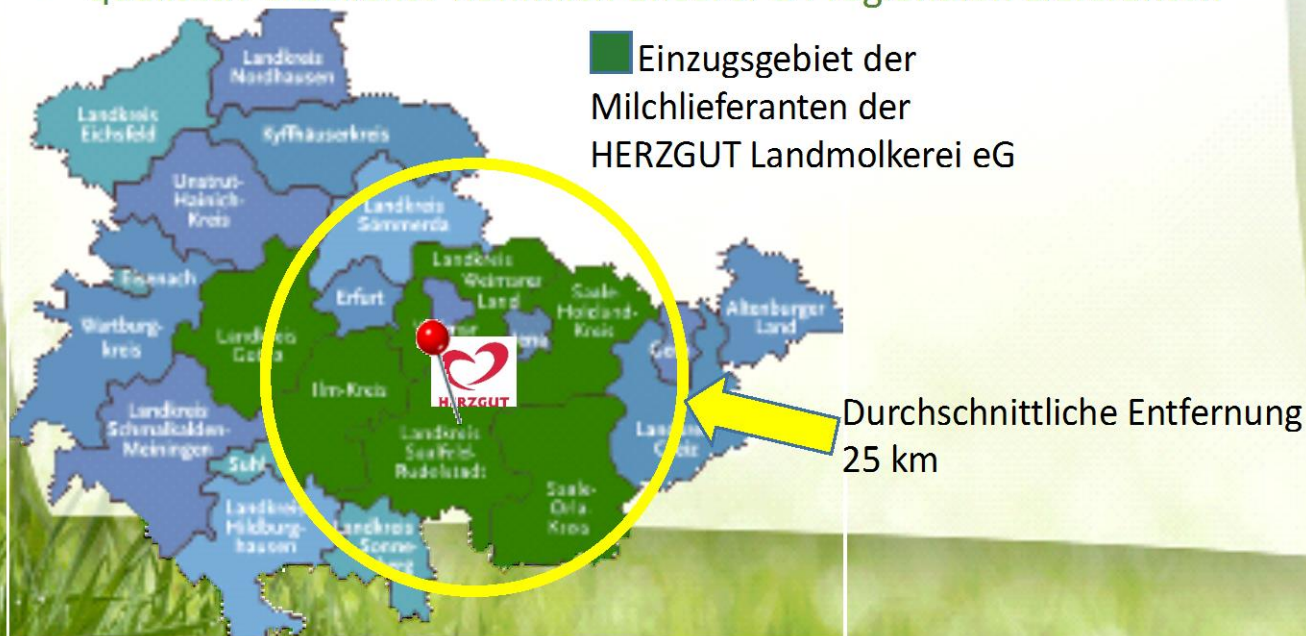 Einzugsgebiet der
Milchlieferanten der
HERZGUT Landmolkerei eG
Landkreis
Nordhausen
Landkreis
Eichsfeld
Kyffhäuserkreis
Unstrut-
Hainich-
Kreis
Landkreis
Sömmerda
Eisenach
Wartburg-
kreis
Landkreis
Gotha
Erfurt
Landkreis
Weimarer
Land
Saale-
Holzland-
Kreis
Altenburger
Land
Ilm-Kreis
HERZGUT
Landkreis
Schmalkalden-
Meiningen
Suhl
Landkreis
Saalfeld-
Rudolstadt
Durchschnittliche Entfernung
25 km
Saale-
Orla-
Kreis
Landkreis
Hildburg-
hausen
Landkreis
Sonne-